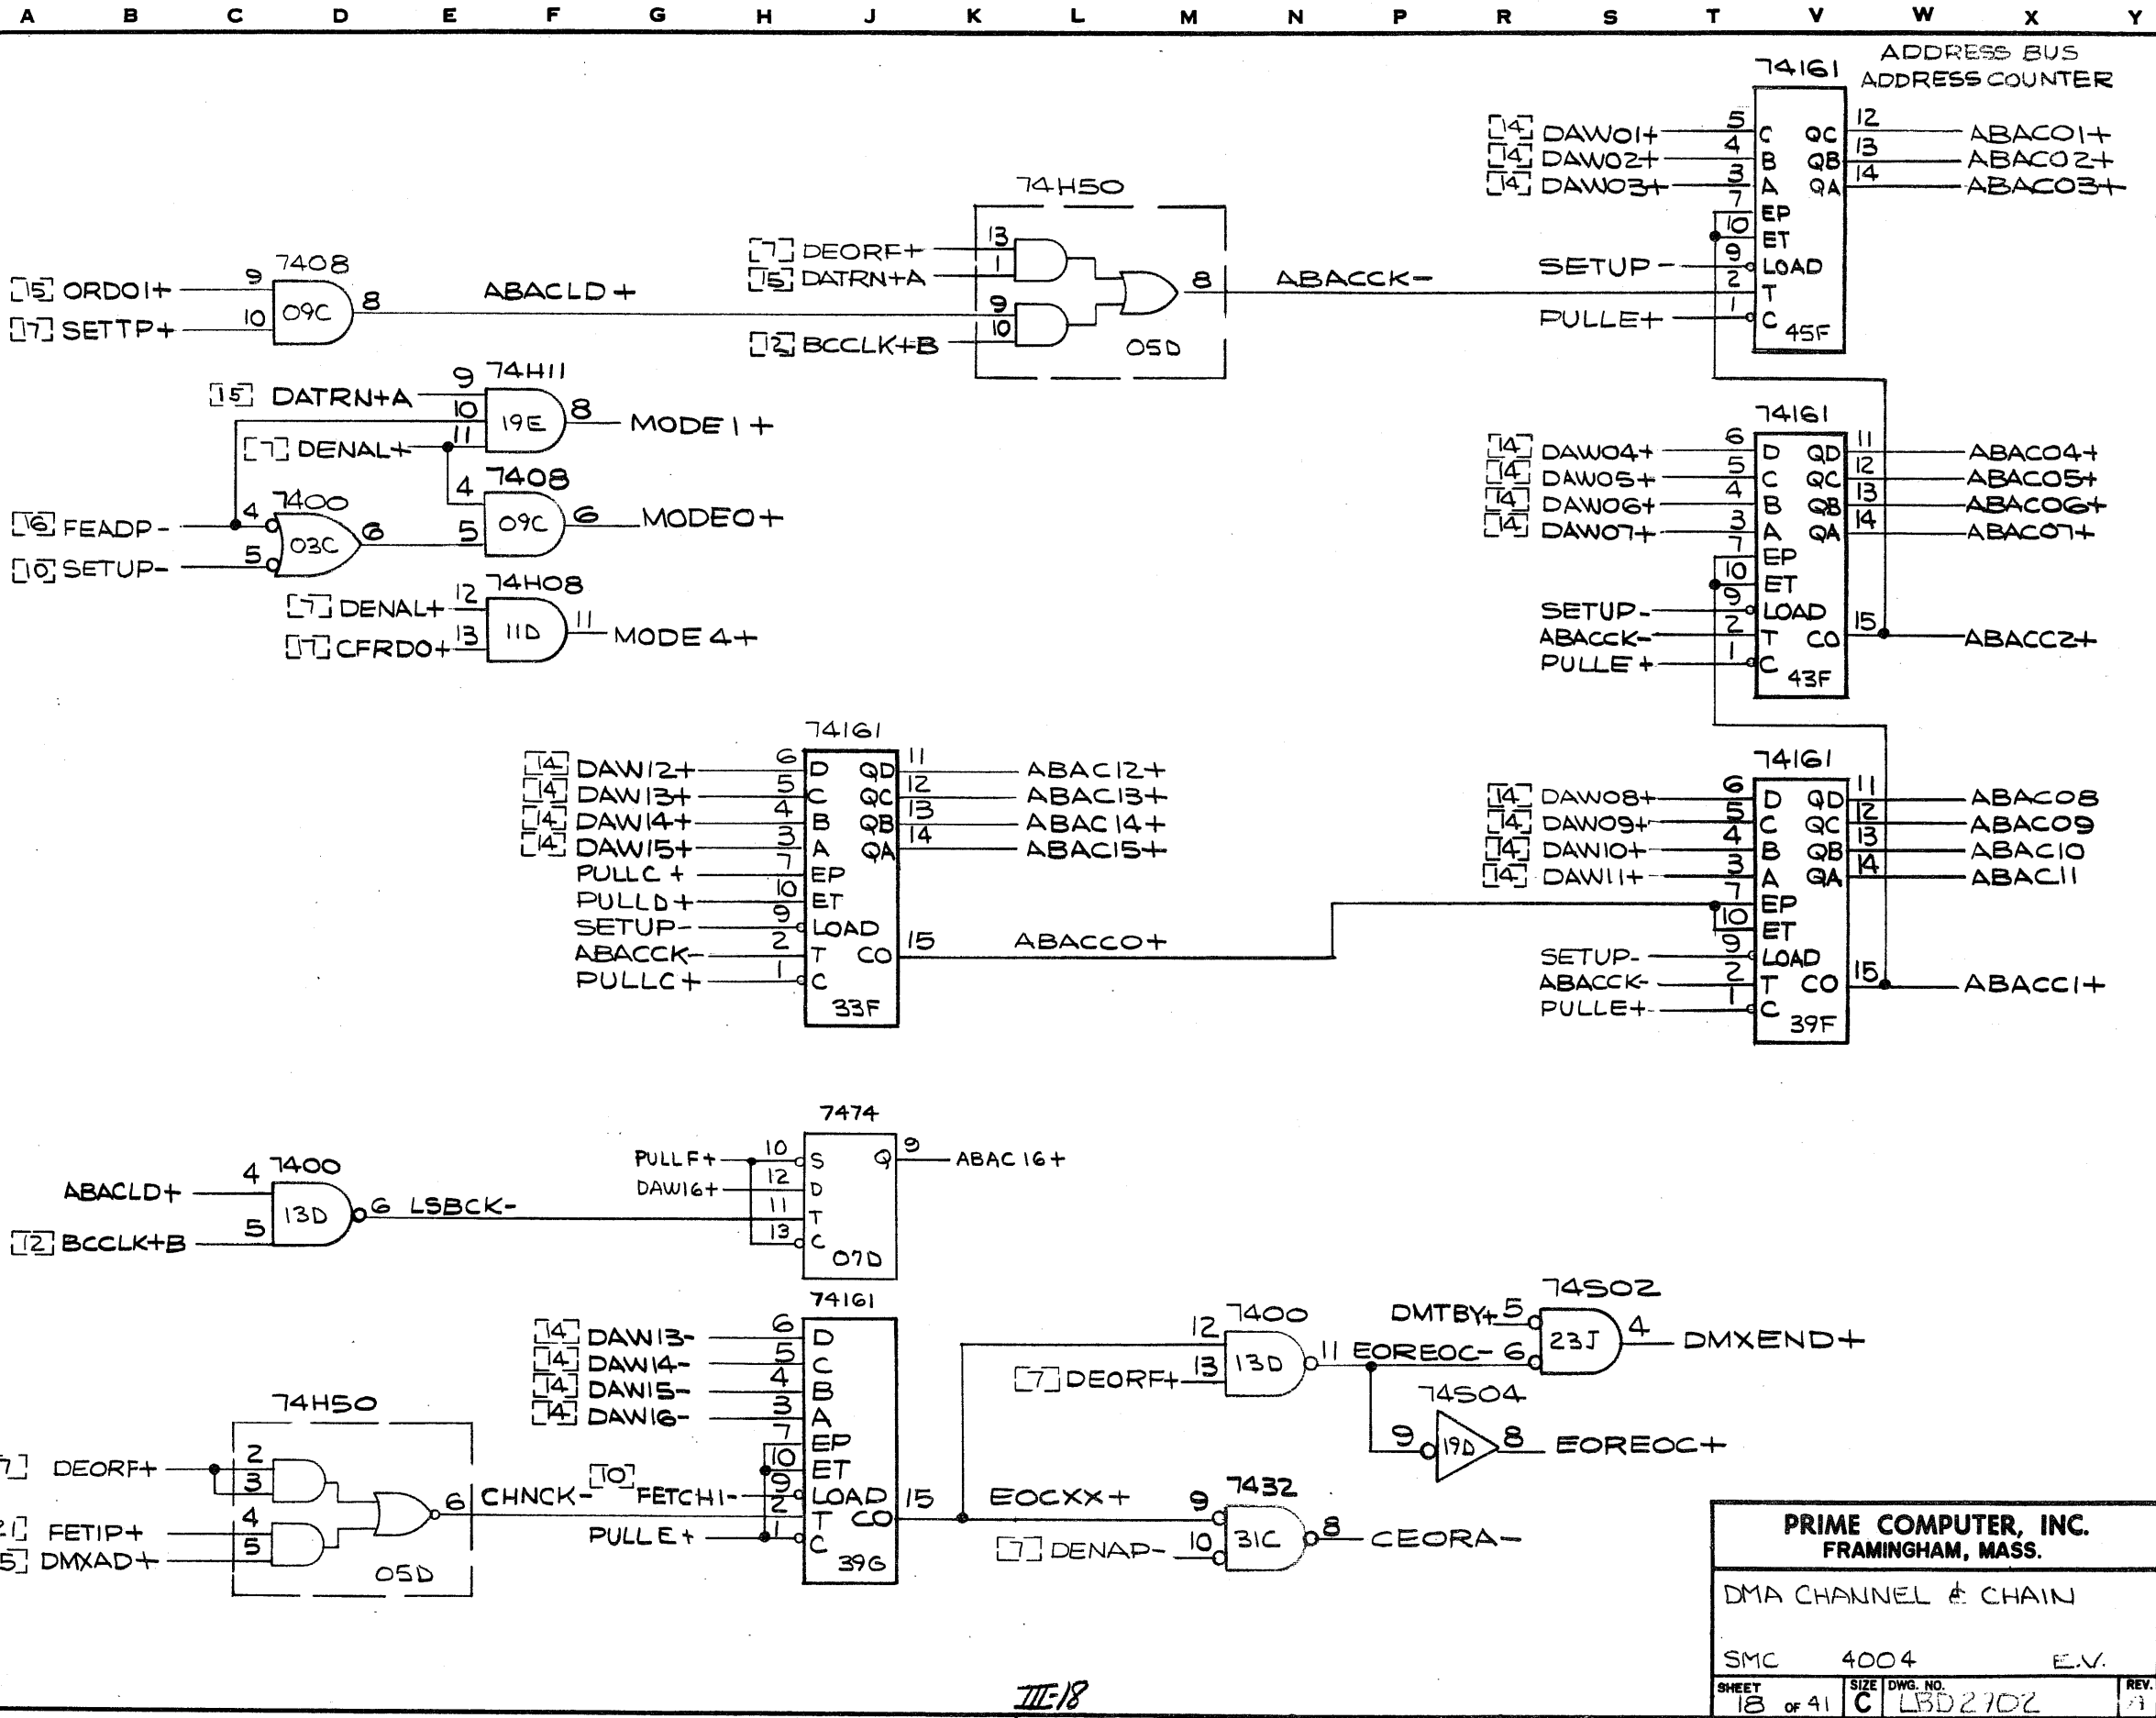 A B C D E F G H J K L M N P R S T V W X Y
ADDRESS BUS
ADDRESS COUNTER
74161
[14] DAW01+ 5 C QC 12 ABAC01+
[14] DAW02+ 4 B QB 13 ABAC02+
[14] DAW03+ 3 A QA 14 ABAC03+
7 EP
10 ET
SETUP- 9 LOAD
2 T
PULLE+ 1 C
45F
74H50
[7] DEORF+ 13
[15] DATRN+A 1
9
[12] BCCLK+B 10
05D
8 ABACCK-
7408
[15] ORD01+ 9
[17] SETTP+ 10
09C
8 ABACLD+
74H11
[15] DATRN+A 9
10
[7] DENAL+ 11
19E
8 MODE1+
7408
4
5
09C
6 MODE0+
7400
[16] FEADP- 4
[10] SETUP- 5
03C
6
74H08
[7] DENAL+ 12
[17] CFRD0+ 13
11D
11 MODE4+
74161
[14] DAW04+ 6 D QD 11 ABAC04+
[14] DAW05+ 5 C QC 12 ABAC05+
[14] DAW06+ 4 B QB 13 ABAC06+
[14] DAW07+ 3 A QA 14 ABAC07+
7 EP
10 ET
SETUP- 9 LOAD
ABACCK- 2 T CO 15 ABACC2+
PULLE+ 1 C
43F
74161
[14] DAW12+ 6 D QD 11 ABAC12+
[14] DAW13+ 5 C QC 12 ABAC13+
[14] DAW14+ 4 B QB 13 ABAC14+
[14] DAW15+ 3 A QA 14 ABAC15+
PULLC+ 7 EP
PULLD+ 10 ET
SETUP- 9 LOAD
ABACCK- 2 T CO 15 ABACC0+
PULLC+ 1 C
33F
74161
[14] DAW08+ 6 D QD 11 ABAC08
[14] DAW09+ 5 C QC 12 ABAC09
[14] DAW10+ 4 B QB 13 ABAC10
[14] DAW11+ 3 A QA 14 ABAC11
7 EP
10 ET
SETUP- 9 LOAD
ABACCK- 2 T CO 15 ABACC1+
PULLE+ 1 C
39F
7400
ABACLD+ 4
[12] BCCLK+B 5
13D
6 LSBCK-
7474
PULLF+ 10 S Q 9 ABAC16+
DAW16+ 12 D
11 T
13 C
07D
74161
[14] DAW13- 6 D
[14] DAW14- 5 C
[14] DAW15- 4 B
[14] DAW16- 3 A
7 EP
10 ET
[10] FETCH1- 9 LOAD
2 T CO 15 EOCXX+
PULLE+ 1 C
39G
74H50
7] DEORF+ 2
3
FETIP+ 4
5] DMXAD+ 5
05D
6 CHNCK-
7400
12
[7] DEORF+ 13
13D
11 EOREOC-
74S02
DMTBY+ 5
6
23J
4 DMXEND+
74S04
9 19D 8 EOREOC+
7432
9
[7] DENAP- 10
31C
8 CEORA-
PRIME COMPUTER, INC.
FRAMINGHAM, MASS.
DMA CHANNEL & CHAIN
SMC 4004 E.V.
SHEET 18 OF 41 SIZE C DWG. NO. LBD2702 REV.
III-18